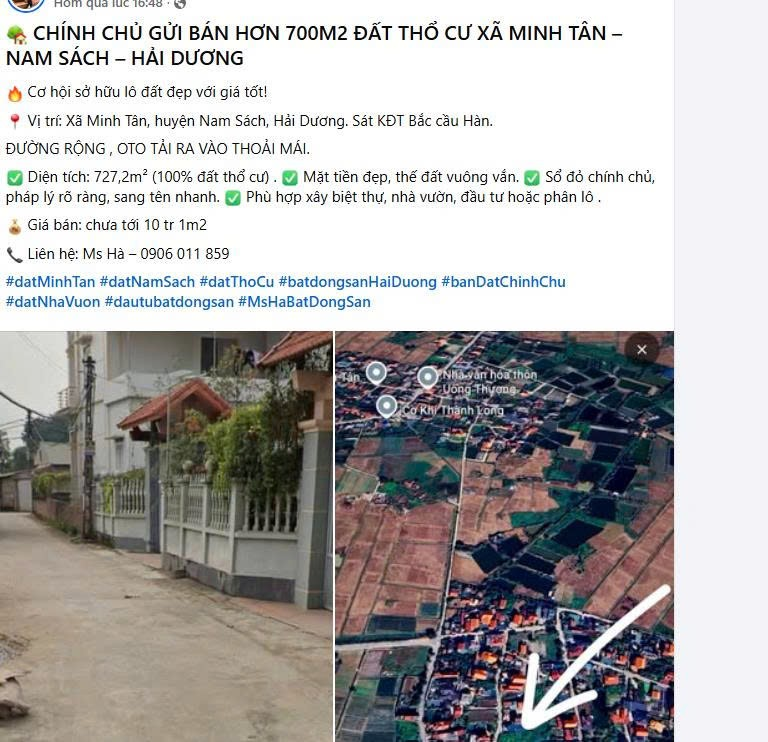 Hôm qua lúc 16:48 ·
CHÍNH CHỦ GỬI BÁN HƠN 700M2 ĐẤT THỔ CƯ XÃ MINH TÂN –
NAM SÁCH – HẢI DƯƠNG
Cơ hội sở hữu lô đất đẹp với giá tốt!
Vị trí: Xã Minh Tân, huyện Nam Sách, Hải Dương. Sát KĐT Bắc cầu Hàn.
ĐƯỜNG RỘNG , OTO TẢI RA VÀO THOẢI MÁI.
✅ Diện tích: 727,2m² (100% đất thổ cư) . ✅ Mặt tiền đẹp, thế đất vuông vắn. ✅ Sổ đỏ chính chủ,
pháp lý rõ ràng, sang tên nhanh. ✅ Phù hợp xây biệt thự, nhà vườn, đầu tư hoặc phân lô .
💰 Giá bán: chưa tới 10 tr 1m2
📞 Liên hệ: Ms Hà – 0906 011 859
#datMinhTan #datNamSach #datThoCu #batdongsanHaiDuong #banDatChinhChu
#datNhaVuon #dautubatdongsan #MsHaBatDongSan
Tân
Nhà văn hóa thôn
Uông Thượng
Cơ Khí Thành Long